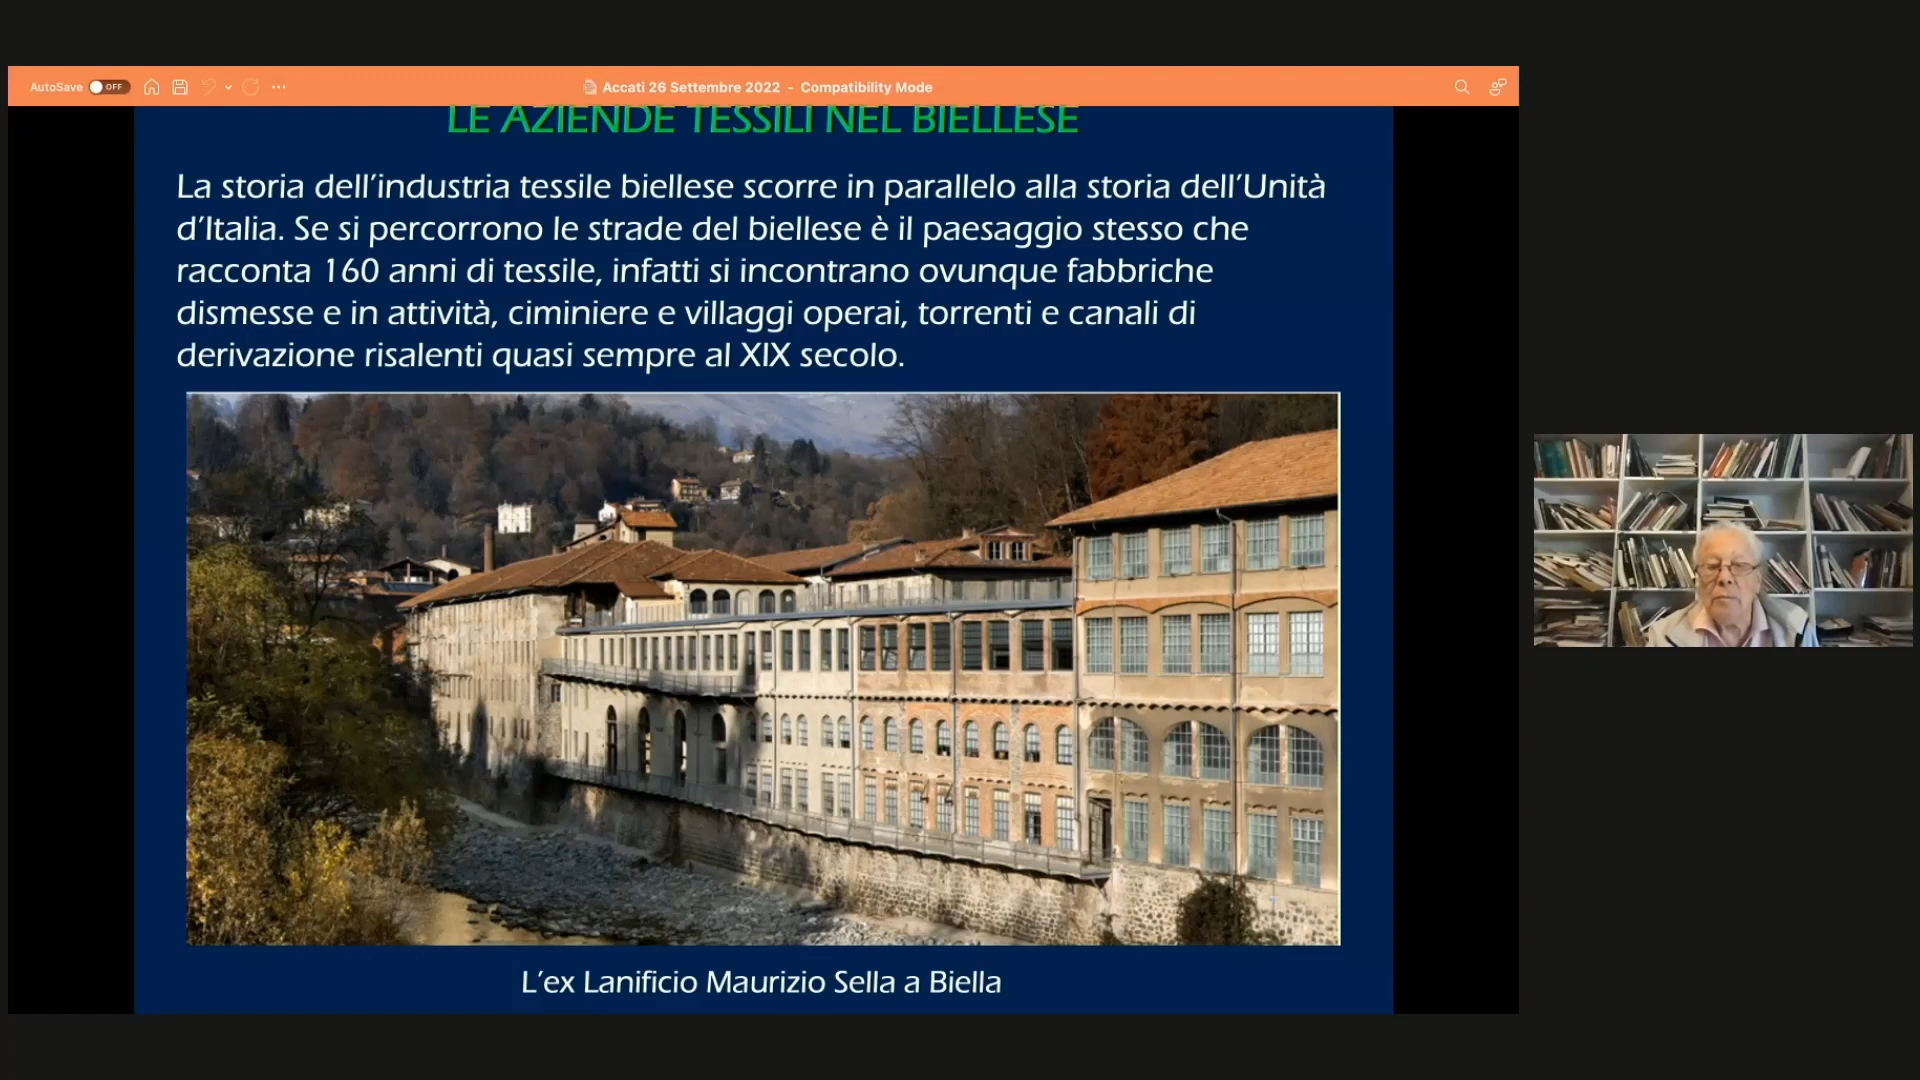 AutoSave OFF
Accati 26 Settembre 2022 - Compatibility Mode
LE AZIENDE TESSILI NEL BIELLESE
La storia dell’industria tessile biellese scorre in parallelo alla storia dell’Unità
d’Italia. Se si percorrono le strade del biellese è il paesaggio stesso che
racconta 160 anni di tessile, infatti si incontrano ovunque fabbriche
dismesse e in attività, ciminiere e villaggi operai, torrenti e canali di
derivazione risalenti quasi sempre al XIX secolo.
L’ex Lanificio Maurizio Sella a Biella